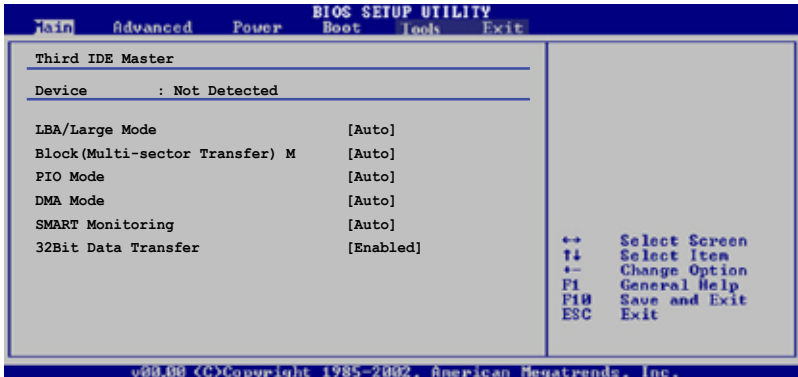 BIOS SETUP UTILITY
Main Advanced Power Boot Tools Exit
Third IDE Master
Device : Not Detected
LBA/Large Mode [Auto]
Block(Multi-sector Transfer) M [Auto]
PIO Mode [Auto]
DMA Mode [Auto]
SMART Monitoring [Auto]
32Bit Data Transfer [Enabled]
↔ Select Screen
↑↓ Select Item
+- Change Option
F1 General Help
F10 Save and Exit
ESC Exit
v00.00 (C)Copyright 1985-2002, American Megatrends, Inc.